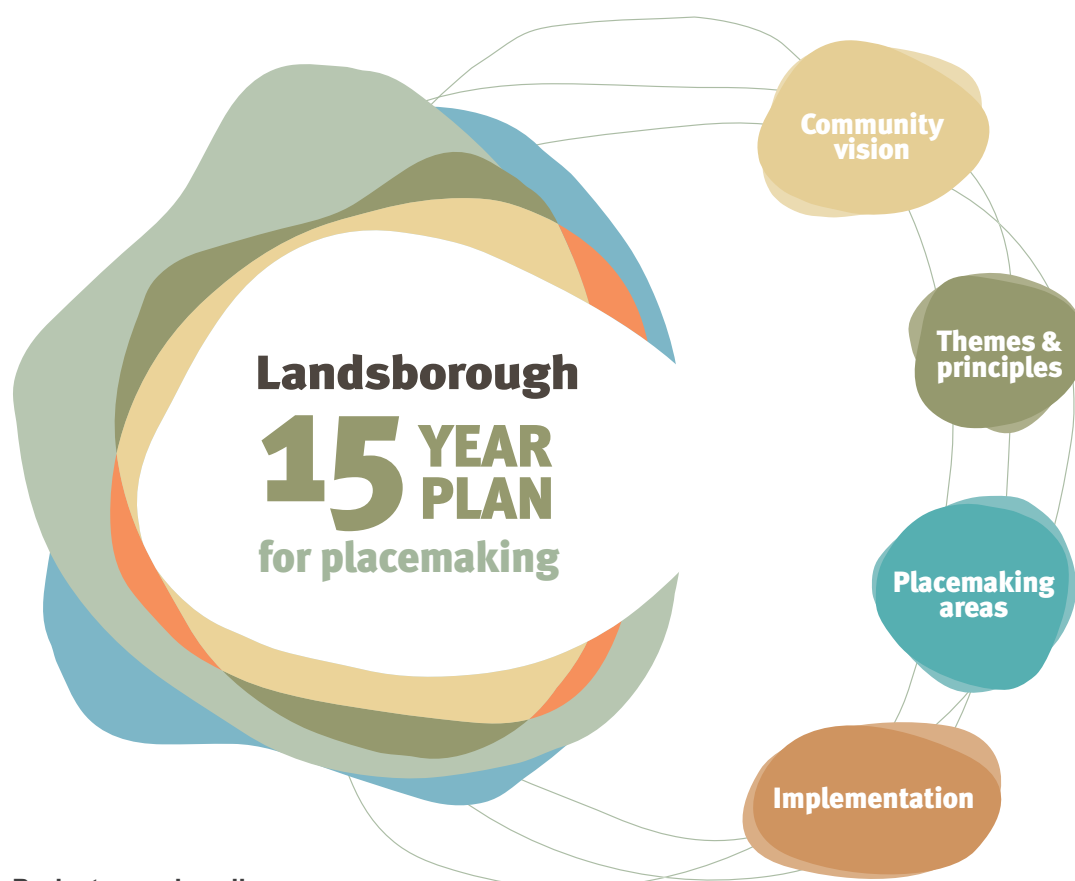 Community
vision
Themes &
principles
Landsborough
15 YEAR
PLAN
for placemaking
Placemaking
areas
Implementation